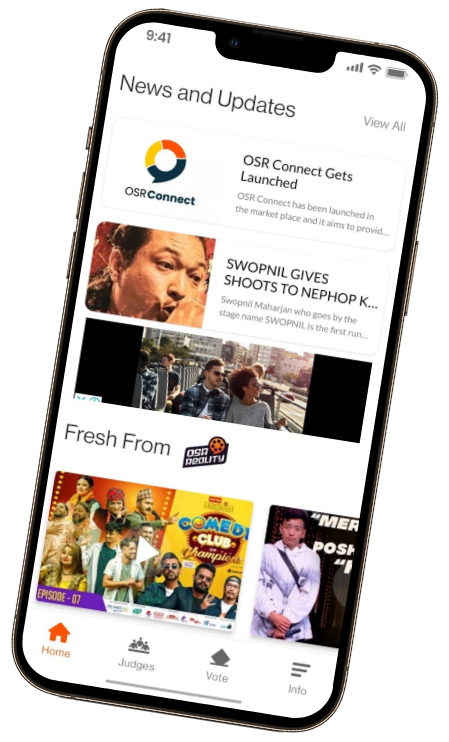 9:41
News and Updates
View All
OSRConnect
OSR Connect Gets
Launched
OSR Connect has been launched in
the market place and it aims to provid...
SWOPNIL GIVES
SHOOTS TO NEPHOP K...
Swopnil Maharjan who goes by the
stage name SWOPNIL is the first run...
Fresh From
OSR
REALITY
COMEDY
CLUB
Champions
EPISODE - 07
"MER
POSH
Home
Judges
Vote
Info